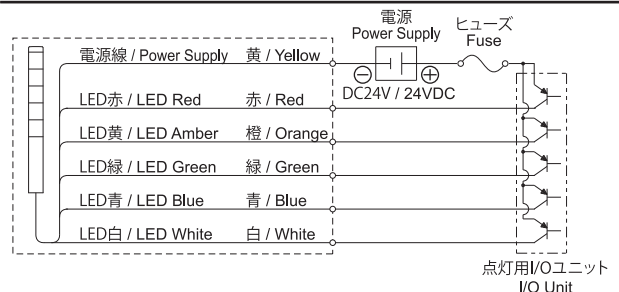 電源
Power Supply
ヒューズ
Fuse
電源線 / Power Supply 黄 / Yellow
⊖ ⊕
DC24V / 24VDC
LED赤 / LED Red 赤 / Red
LED黄 / LED Amber 橙 / Orange
LED緑 / LED Green 緑 / Green
LED青 / LED Blue 青 / Blue
LED白 / LED White 白 / White
点灯用I/Oユニット
I/O Unit